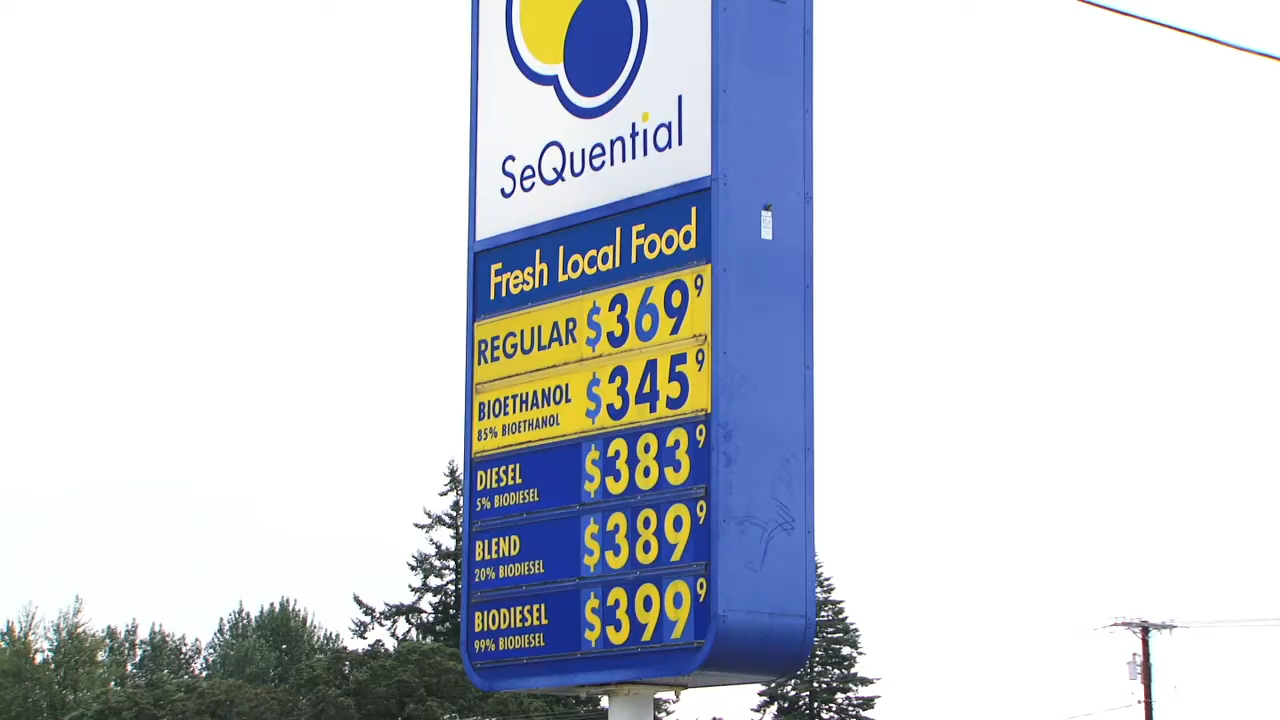 SeQuential
Fresh Local Food
REGULAR $369 9
BIOETHANOL $345 9
85% BIOETHANOL
DIESEL $383 9
5% BIODIESEL
BLEND $389 9
20% BIODIESEL
BIODIESEL $399 9
99% BIODIESEL